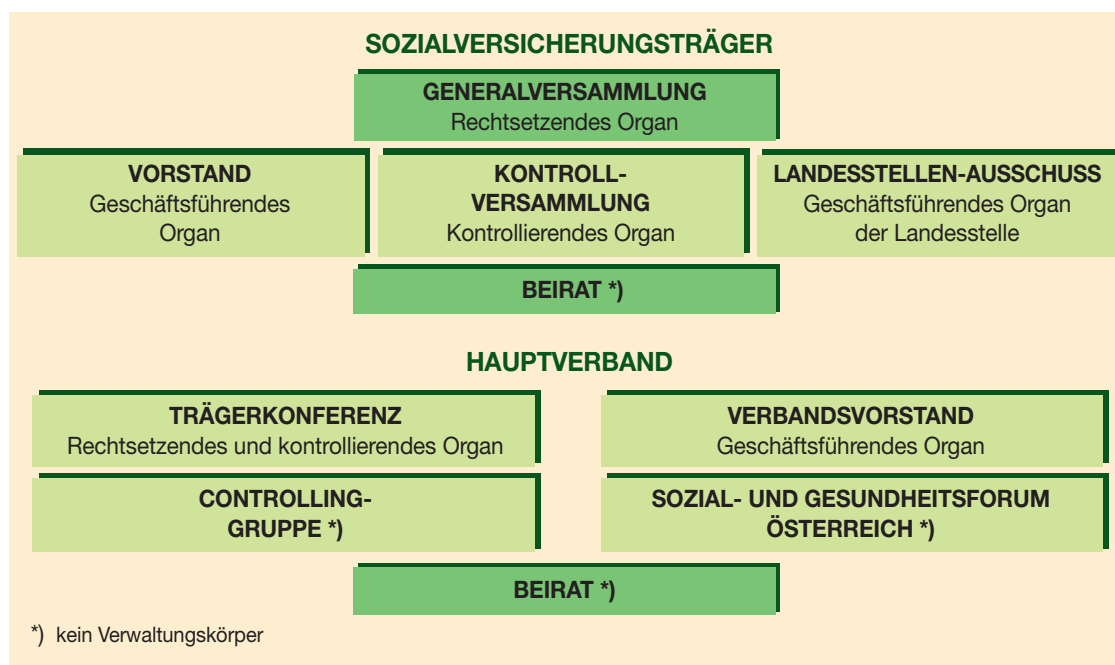 SOZIALVERSICHERUNGSTRÄGER
GENERALVERSAMMLUNG
Rechtsetzendes Organ
VORSTAND
Geschäftsführendes
Organ
KONTROLL-
VERSAMMLUNG
Kontrollierendes Organ
LANDESSTELLEN-AUSSCHUSS
Geschäftsführendes Organ
der Landesstelle
BEIRAT *)
HAUPTVERBAND
TRÄGERKONFERENZ
Rechtsetzendes und kontrollierendes Organ
VERBANDSVORSTAND
Geschäftsführendes Organ
CONTROLLING-
GRUPPE *)
SOZIAL- UND GESUNDHEITSFORUM
ÖSTERREICH *)
BEIRAT *)
*) kein Verwaltungskörper